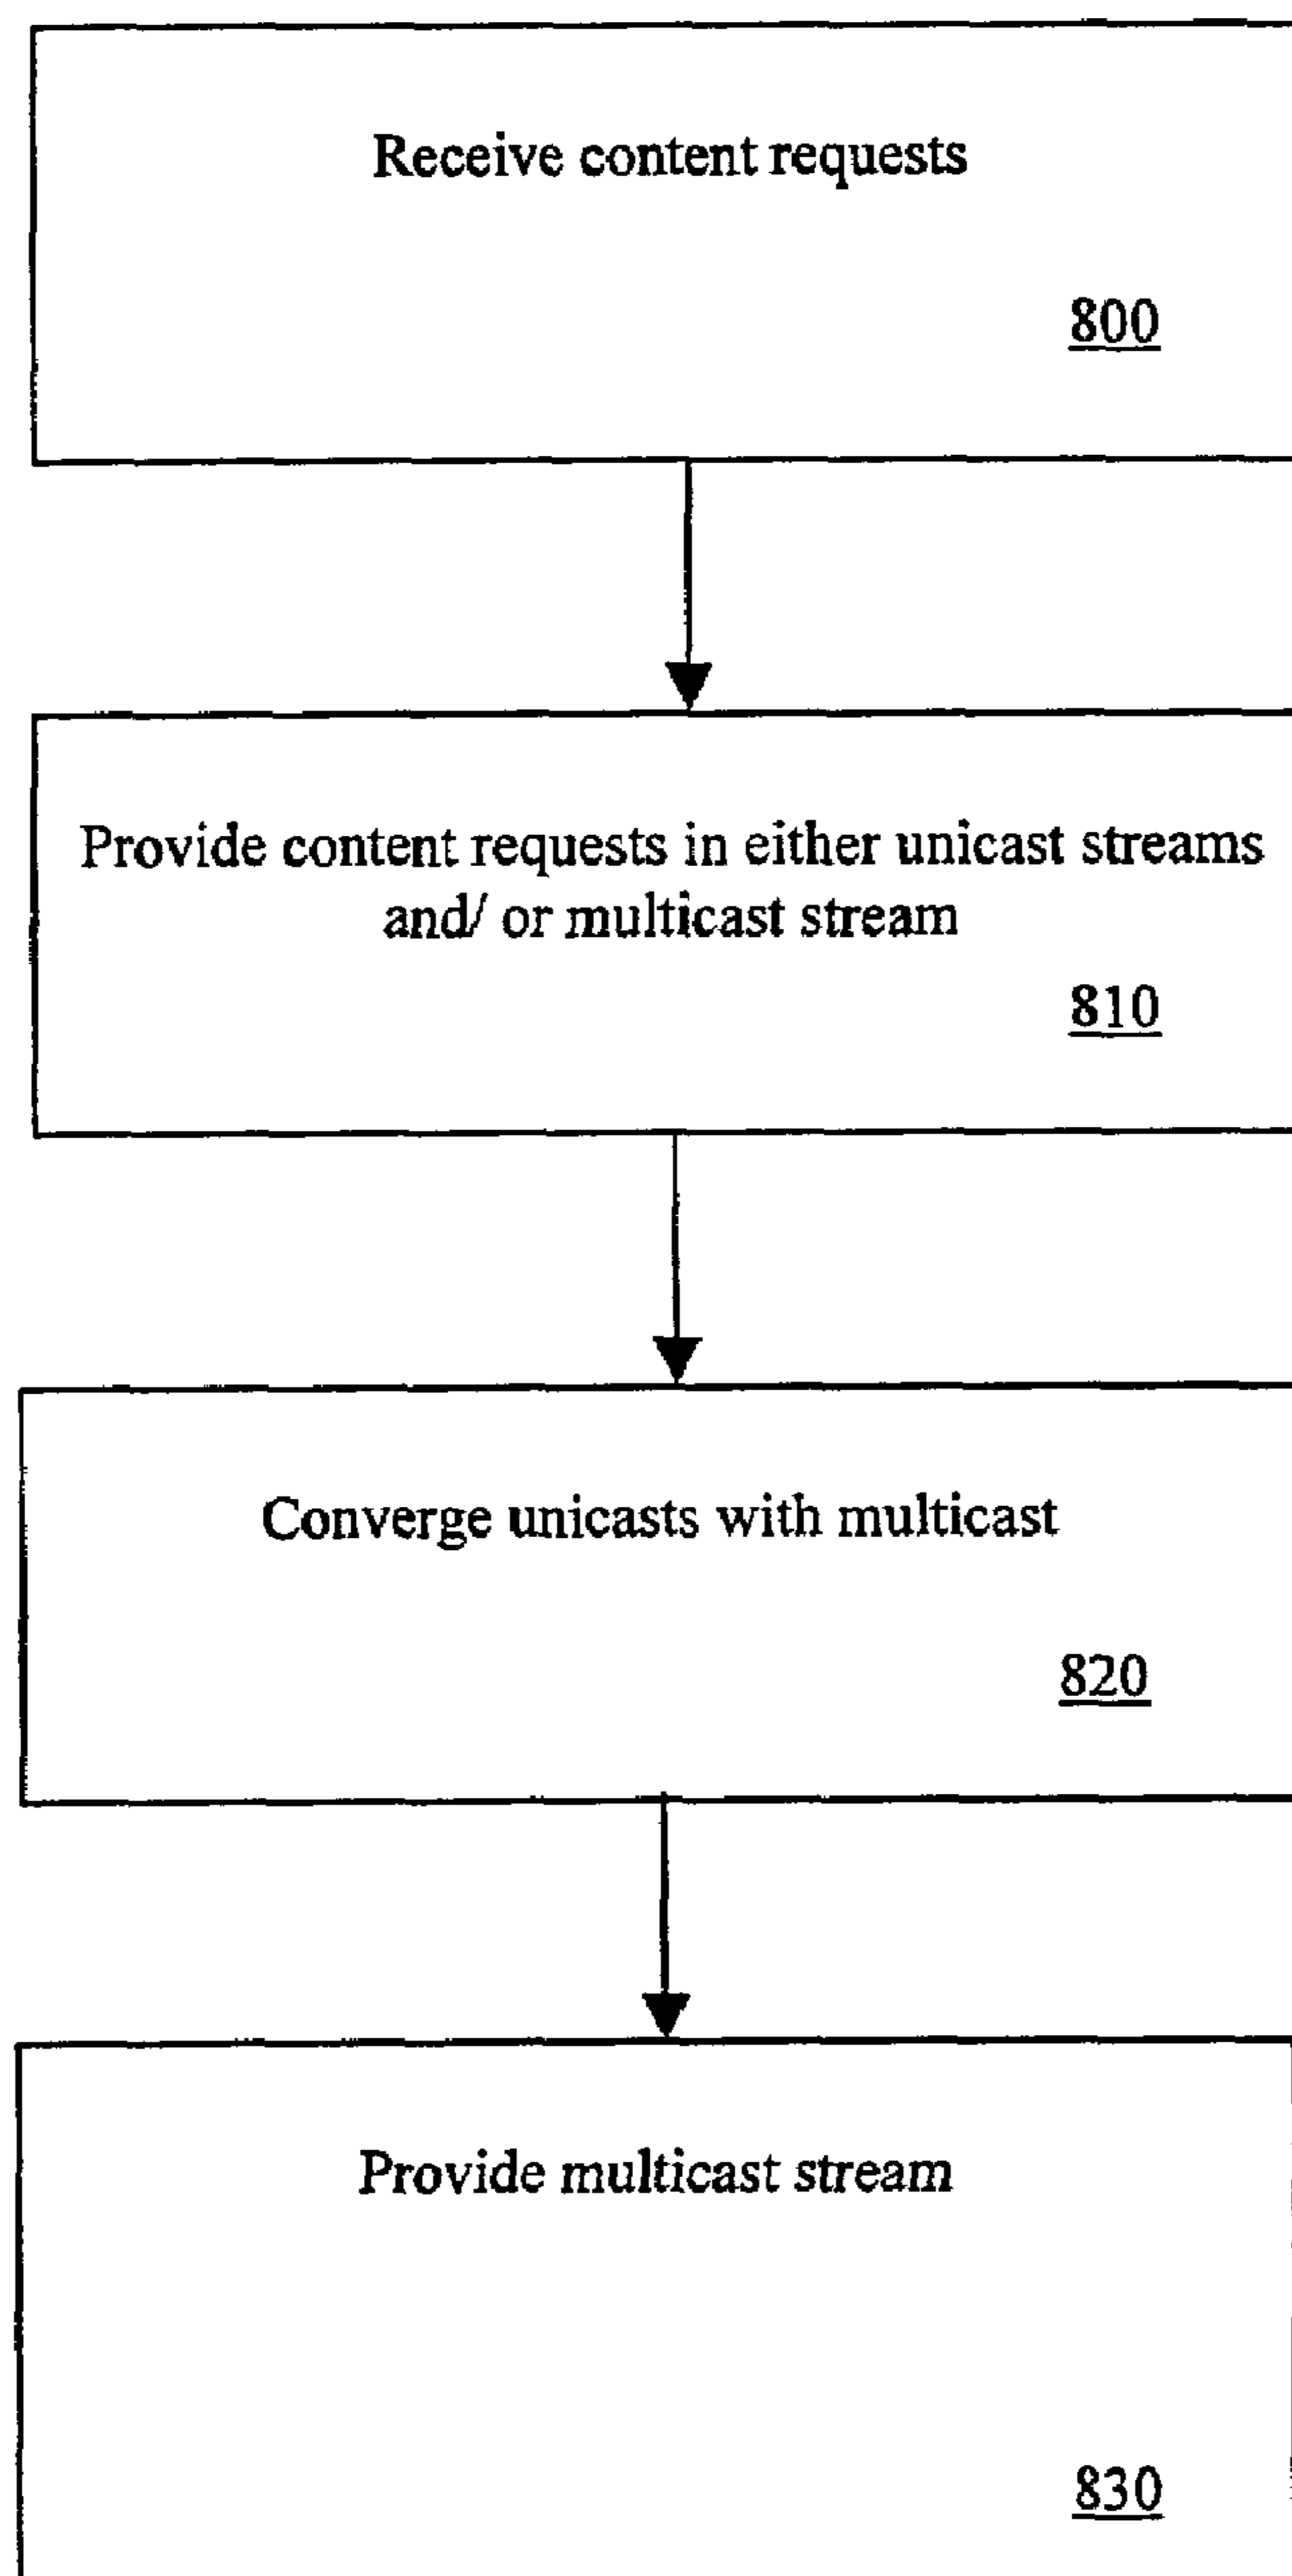 Receive content requests
800
Provide content requests in either unicast streams
and/ or multicast stream
810
Converge unicasts with multicast
820
Provide multicast stream
830